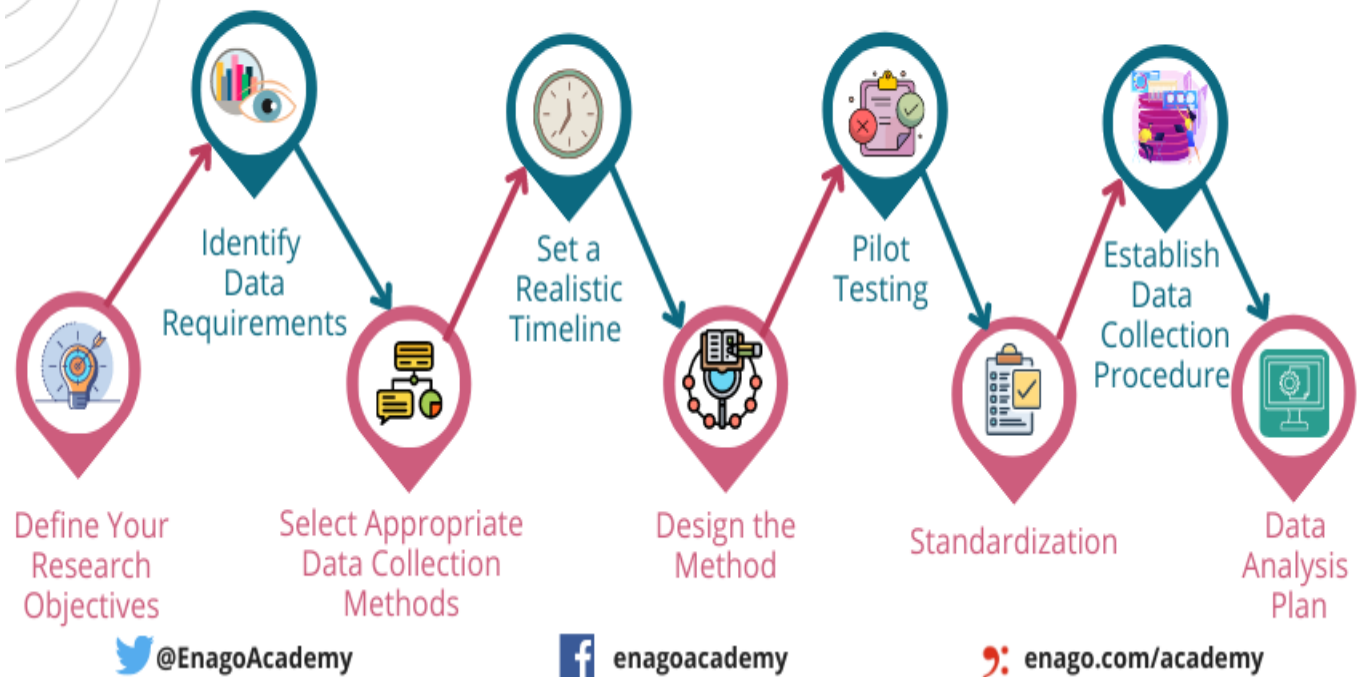 Define Your
Research
Objectives
Identify
Data
Requirements
Select Appropriate
Data Collection
Methods
Set a
Realistic
Timeline
Design the
Method
Pilot
Testing
Standardization
Establish
Data
Collection
Procedure
Data
Analysis
Plan
@EnagoAcademy
enagoacademy
enago.com/academy